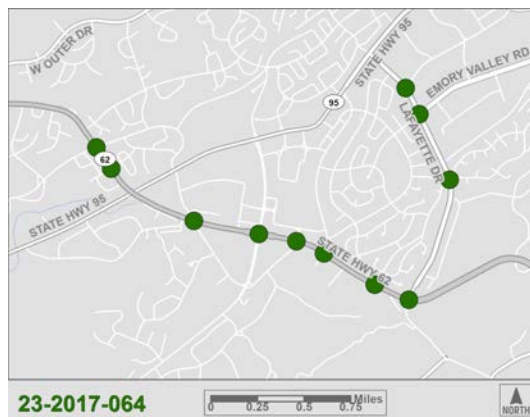 W OUTER DR
STATE HWY 95
EMORY VALLEY RD
95
LAFAYETTE DR
62
STATE HWY 95
STATE HWY 62
23-2017-064
Miles
0 0.25 0.5 0.75
NORTH